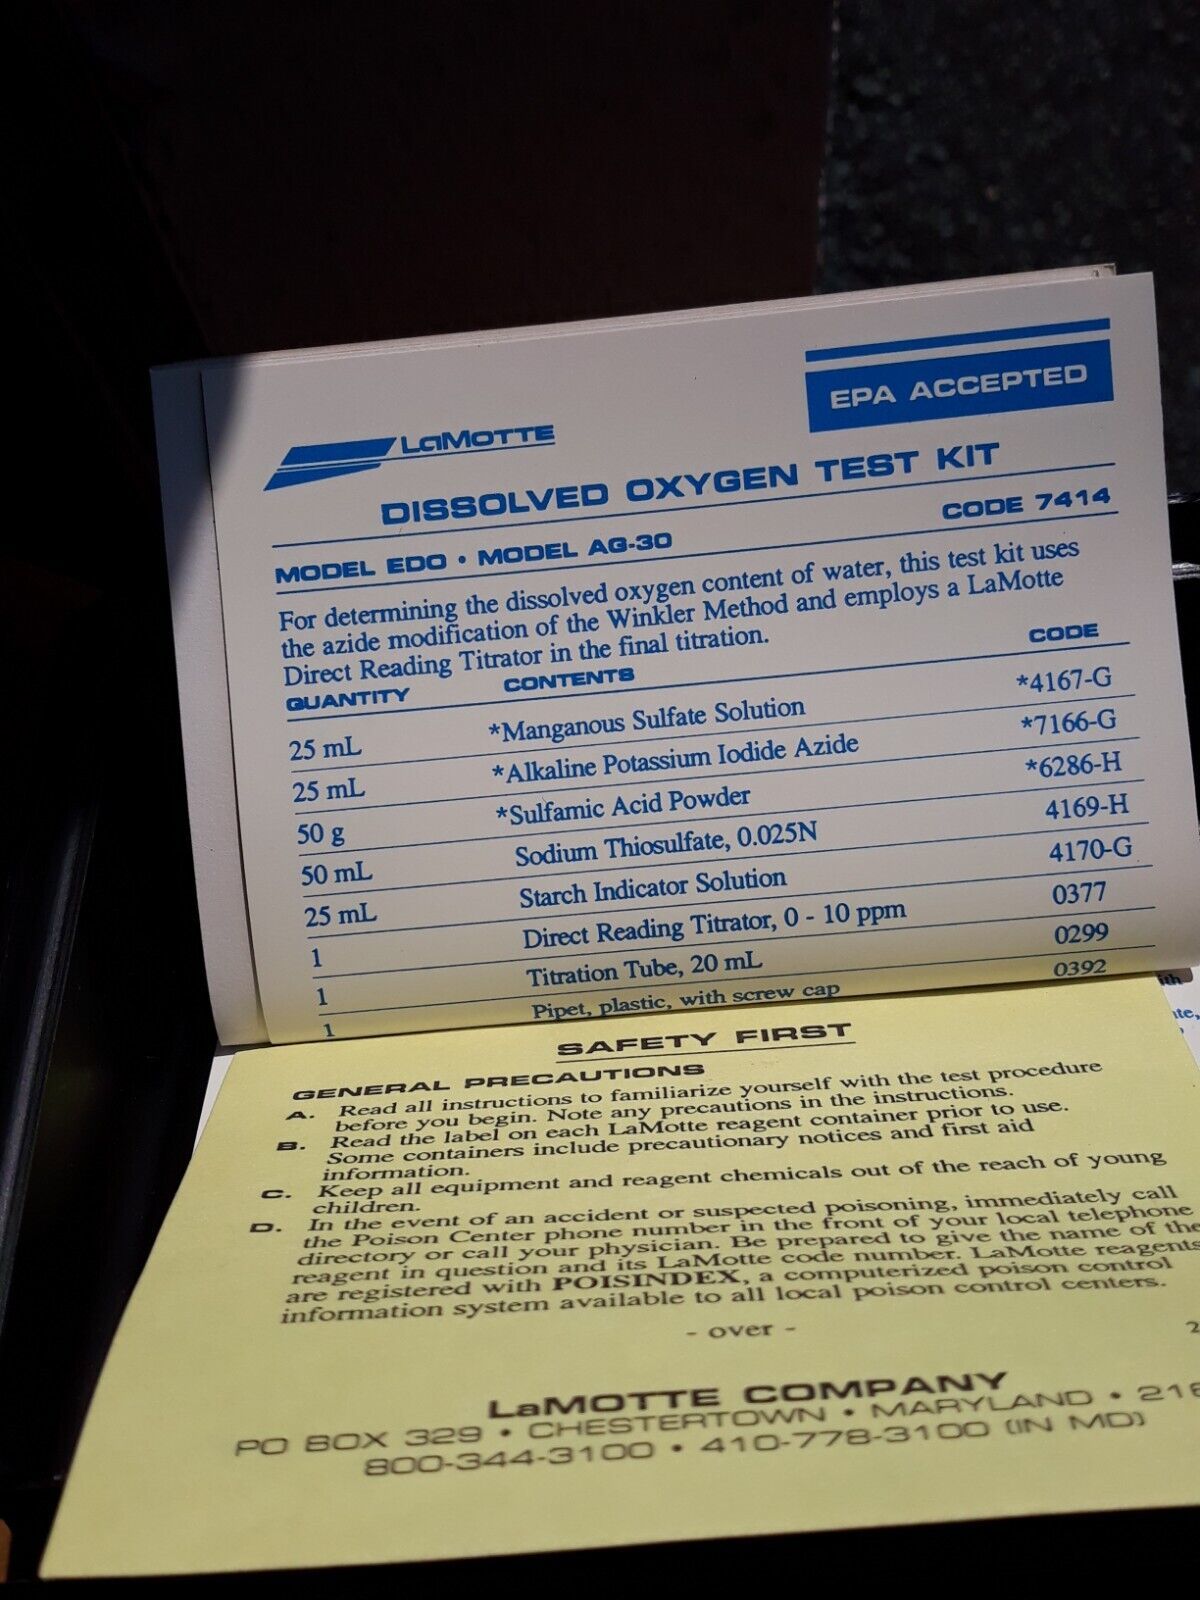 EPA ACCEPTED
LaMOTTE
DISSOLVED OXYGEN TEST KIT
MODEL EDO • MODEL AG-30 CODE 7414
For determining the dissolved oxygen content of water, this test kit uses
the azide modification of the Winkler Method and employs a LaMotte
Direct Reading Titrator in the final titration.
QUANTITY CONTENTS CODE
25 mL *Manganous Sulfate Solution *4167-G
25 mL *Alkaline Potassium Iodide Azide *7166-G
50 g *Sulfamic Acid Powder *6286-H
50 mL Sodium Thiosulfate, 0.025N 4169-H
25 mL Starch Indicator Solution 4170-G
1 Direct Reading Titrator, 0 - 10 ppm 0377
1 Titration Tube, 20 mL 0299
1 Pipet, plastic, with screw cap 0392
SAFETY FIRST
GENERAL PRECAUTIONS
A. Read all instructions to familiarize yourself with the test procedure
before you begin. Note any precautions in the instructions.
B. Read the label on each LaMotte reagent container prior to use.
Some containers include precautionary notices and first aid
information.
C. Keep all equipment and reagent chemicals out of the reach of young
children.
D. In the event of an accident or suspected poisoning, immediately call
the Poison Center phone number in the front of your local telephone
directory or call your physician. Be prepared to give the name of the
reagent in question and its LaMotte code number. LaMotte reagents
are registered with POISINDEX, a computerized poison control
information system available to all local poison control centers.
- over -
LaMOTTE COMPANY
PO BOX 329 • CHESTERTOWN • MARYLAND • 216
800-344-3100 • 410-778-3100 (IN MD)